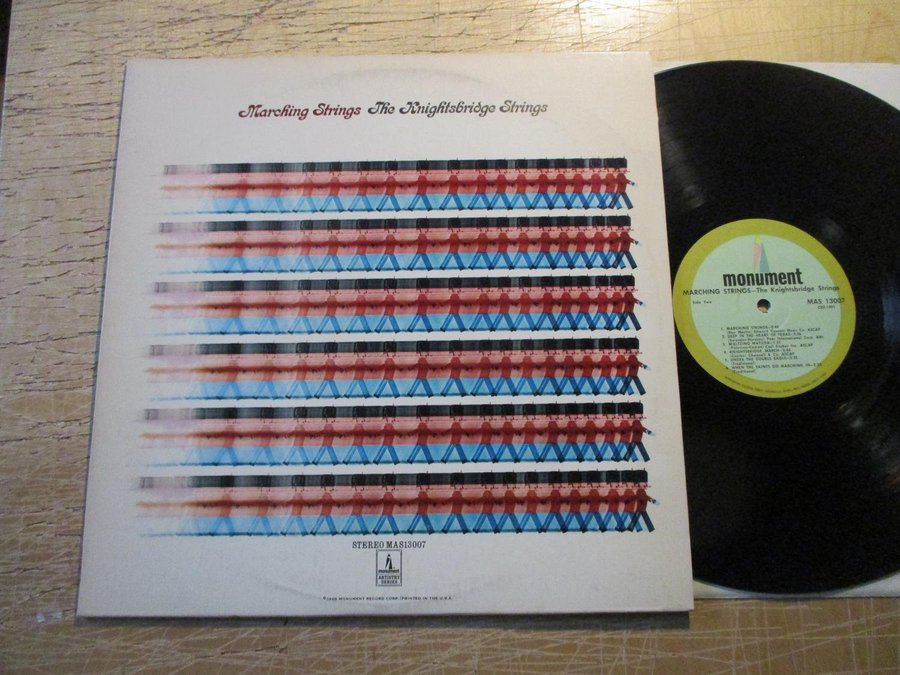 Marching Strings The Knightsbridge Strings
STEREO MAS13007
monument
ARTISTRY
SERIES
MONUMENT RECORD CORP. PRINTED IN THE U.S.A.
monument
MARCHING STRINGS—The Knightsbridge Strings
Side Two
MAS 13007
1. MARCHING STRINGS
2. DEEP IN THE HEART OF TEXAS
3. WALTZING MATILDA
4. KNIGHTSBRIDGE MARCH
5. UNDER THE DOUBLE EAGLE
(Traditional)
6. WHEN THE SAINTS GO MARCHING IN
(Traditional)